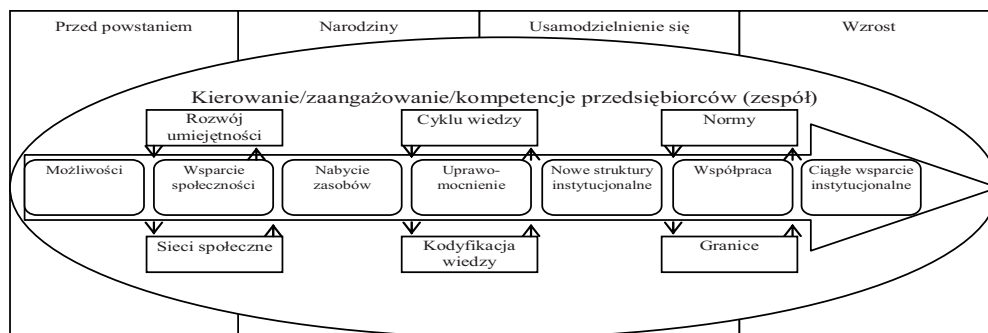 Przed powstaniem
Narodziny
Usamodzielnienie się
Wzrost
Kierowanie/zaangażowanie/kompetencje przedsiębiorców (zespół)
Rozwój
umiejętności
Cyklu wiedzy
Normy
Możliwości
Wsparcie
społeczności
Nabycie
zasobów
Uprawo-
mocnienie
Nowe struktury
instytucjonalne
Współpraca
Ciągłe wsparcie
instytucjonalne
Sieci społeczne
Kodyfikacja
wiedzy
Granice